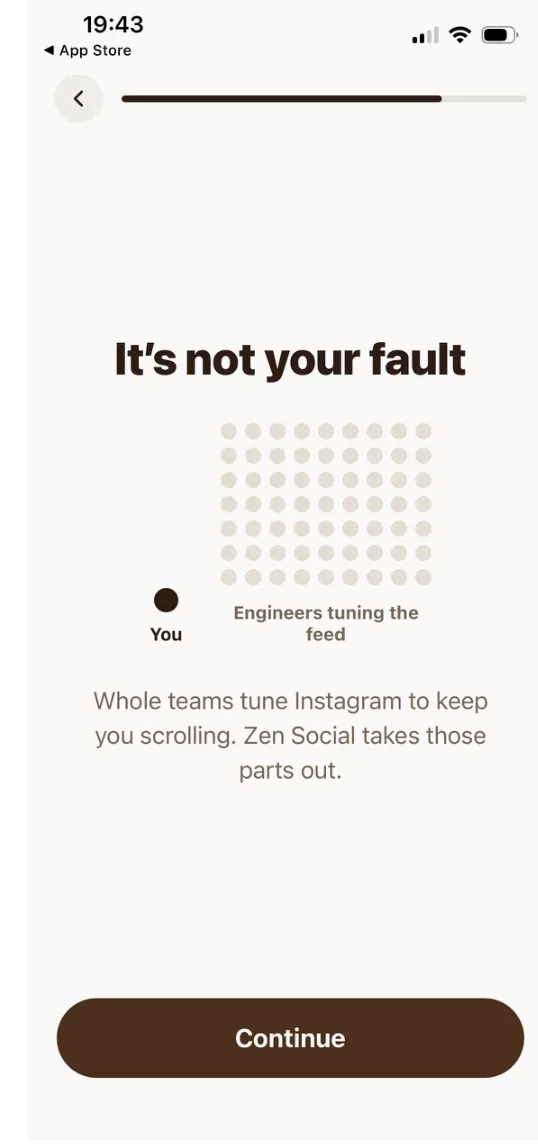 19:43
◀ App Store
It's not your fault
You
Engineers tuning the
feed
Whole teams tune Instagram to keep
you scrolling. Zen Social takes those
parts out.
Continue